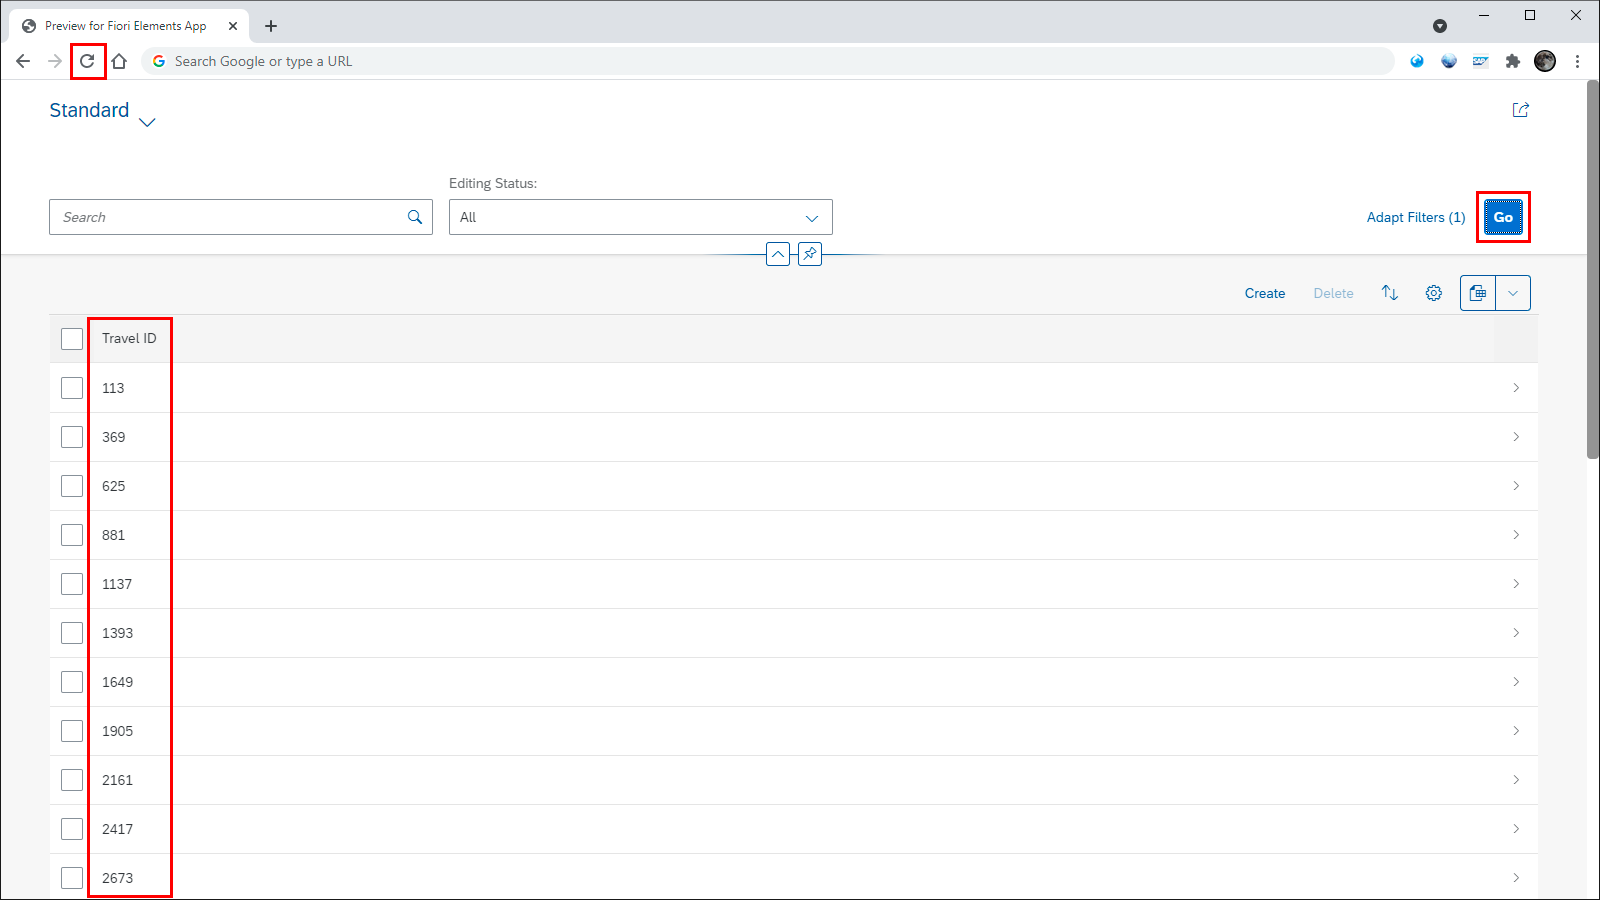 Preview for Fiori Elements App
Search Google or type a URL
SAP
Standard
Editing Status:
Search
All
Adapt Filters (1)
Go
Create
Delete
Travel ID
113
369
625
881
1137
1393
1649
1905
2161
2417
2673